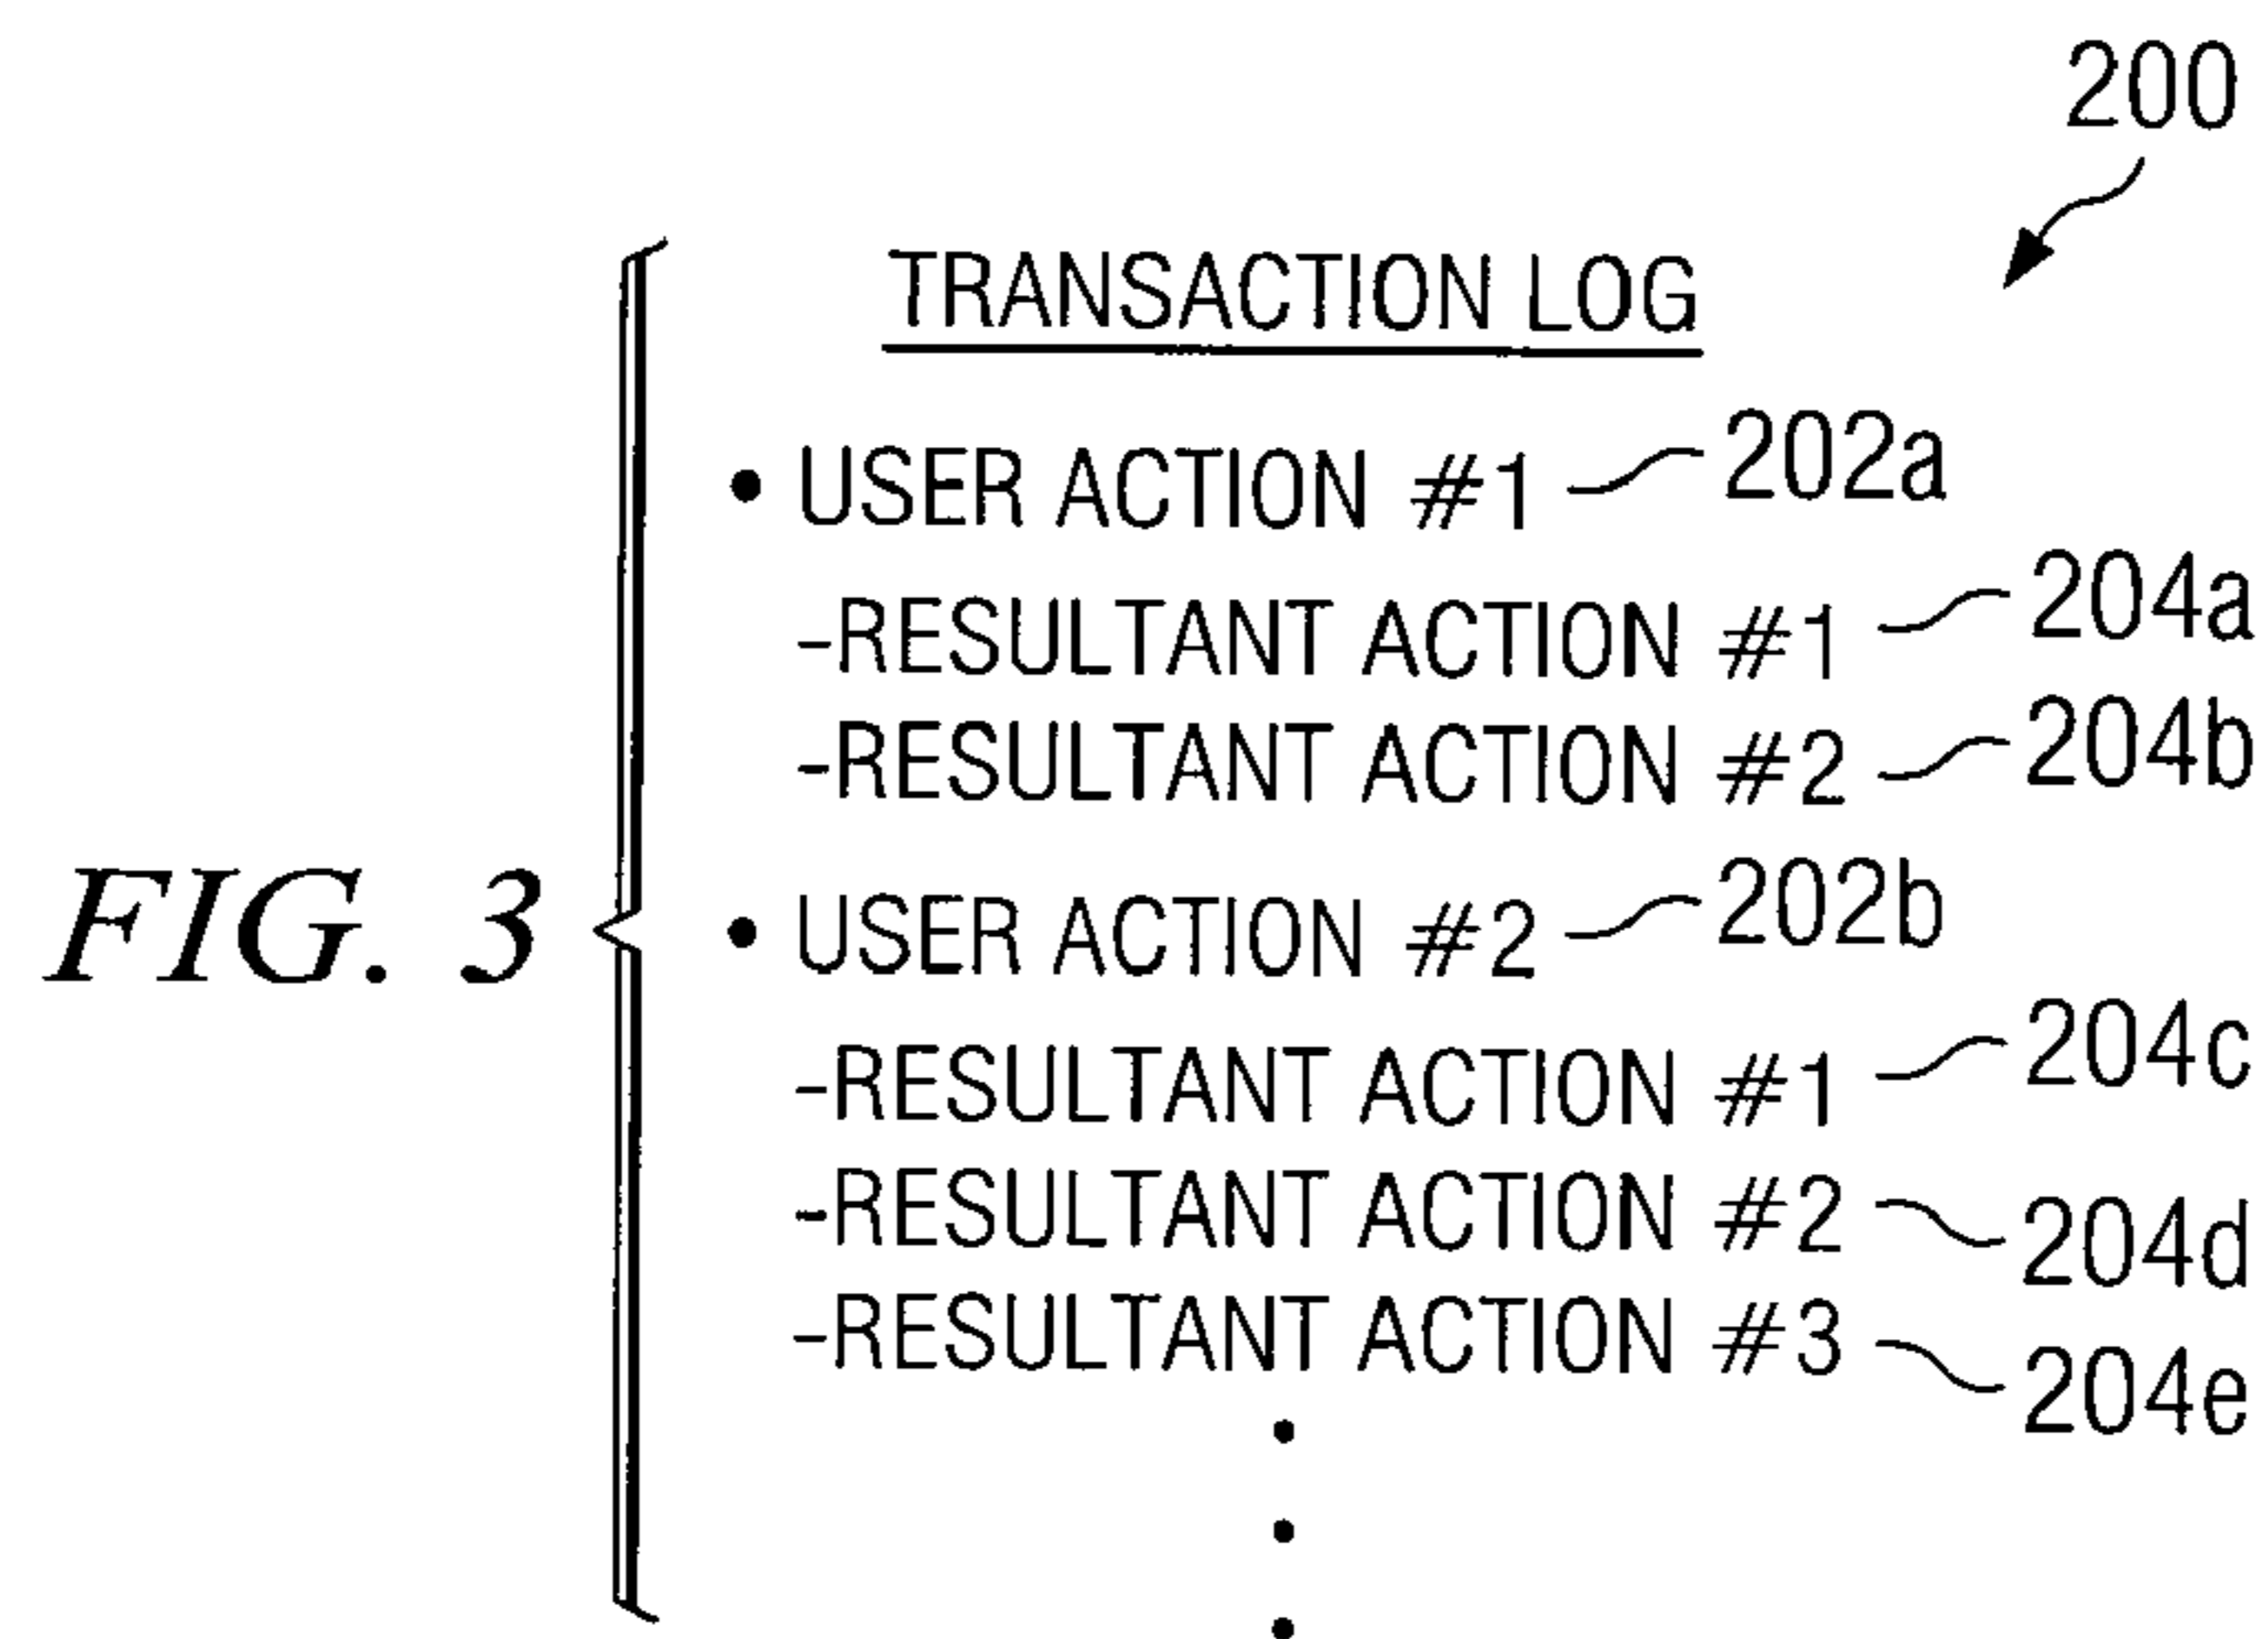 200
TRANSACTION LOG
• USER ACTION #1 202a
-RESULTANT ACTION #1 204a
-RESULTANT ACTION #2 204b
FIG. 3
• USER ACTION #2 202b
-RESULTANT ACTION #1 204c
-RESULTANT ACTION #2 204d
-RESULTANT ACTION #3 204e